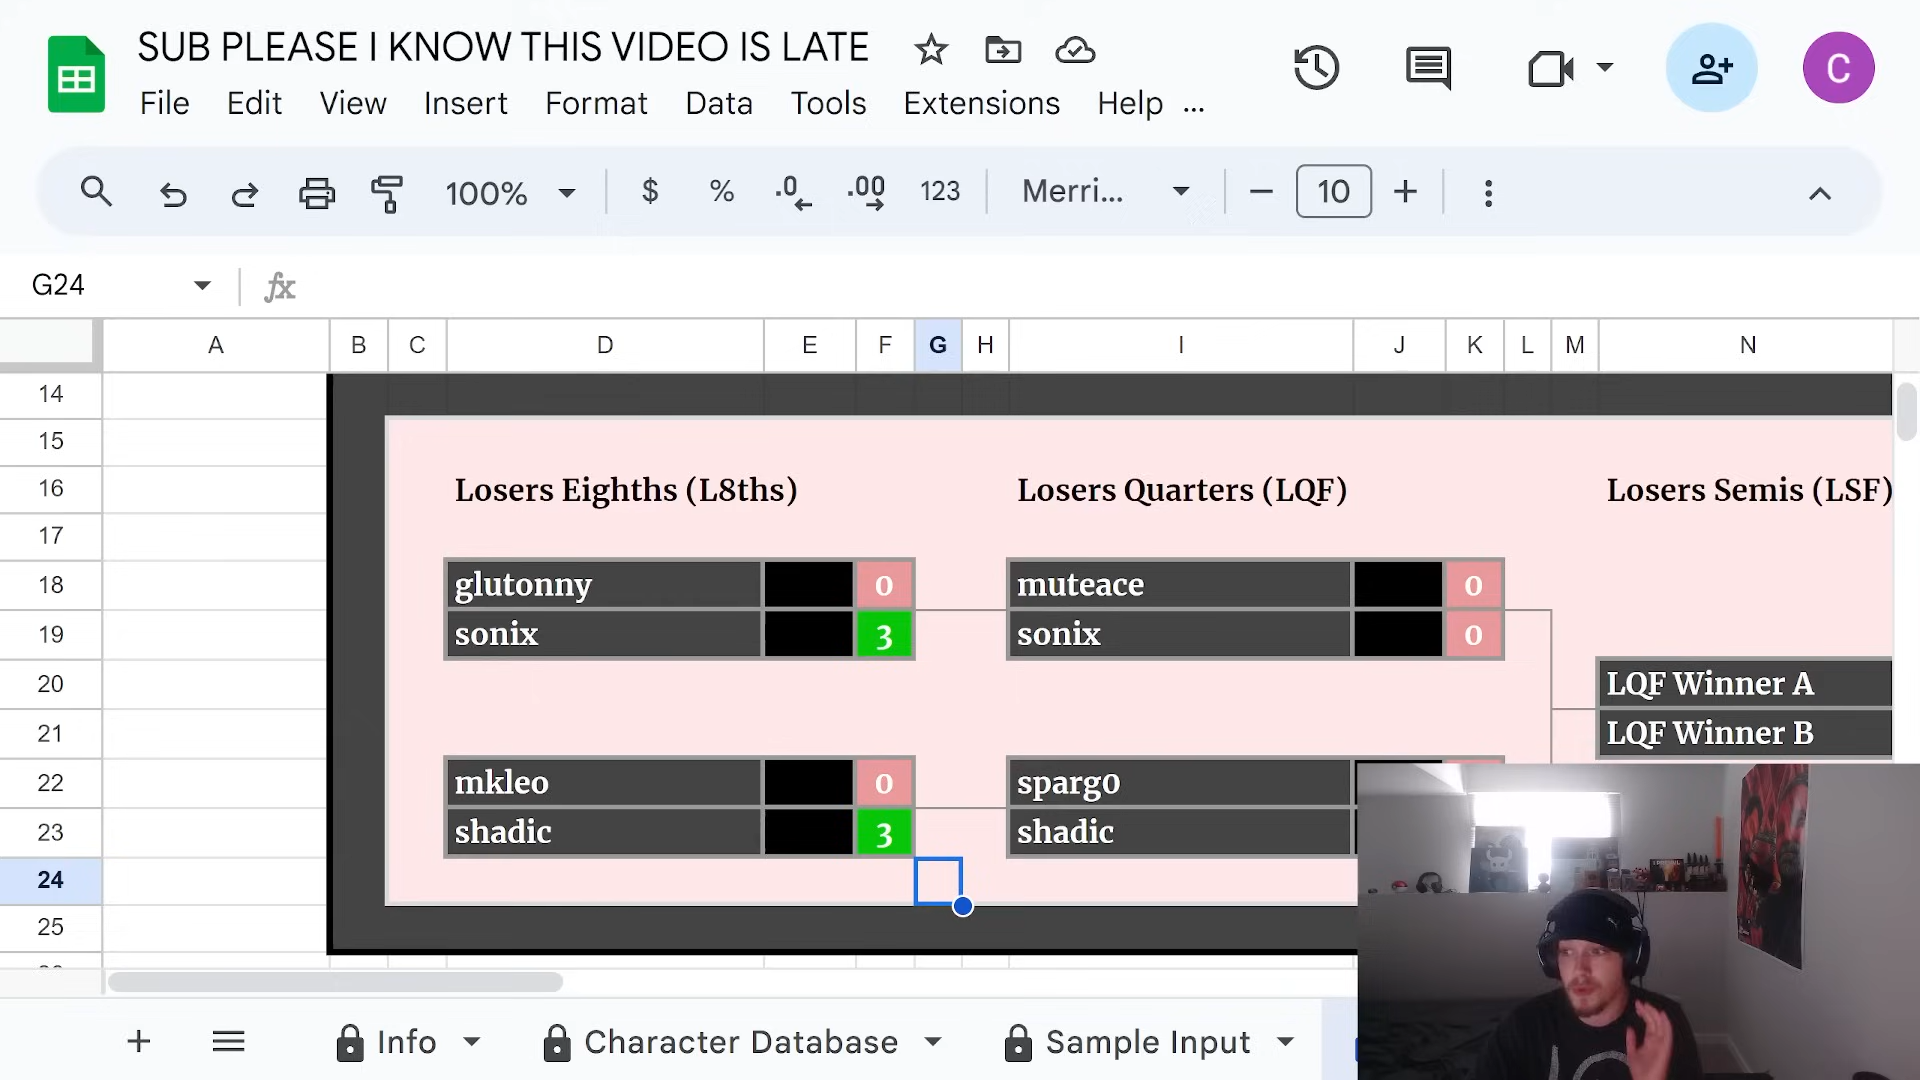 SUB PLEASE I KNOW THIS VIDEO IS LATE
C
File Edit View Insert Format Data Tools Extensions Help ...
100% $ % .0 .00 123 Merri... − 10 +
G24 fx
A B C D E F G H I J K L M N
14
15
16 Losers Eighths (L8ths) Losers Quarters (LQF) Losers Semis (LSF)
17
18 glutonny 0 muteace 0
19 sonix 3 sonix 0
20 LQF Winner A
21 LQF Winner B
22 mkleo 0 sparg0
23 shadic 3 shadic
24
25
+ Info Character Database Sample Input